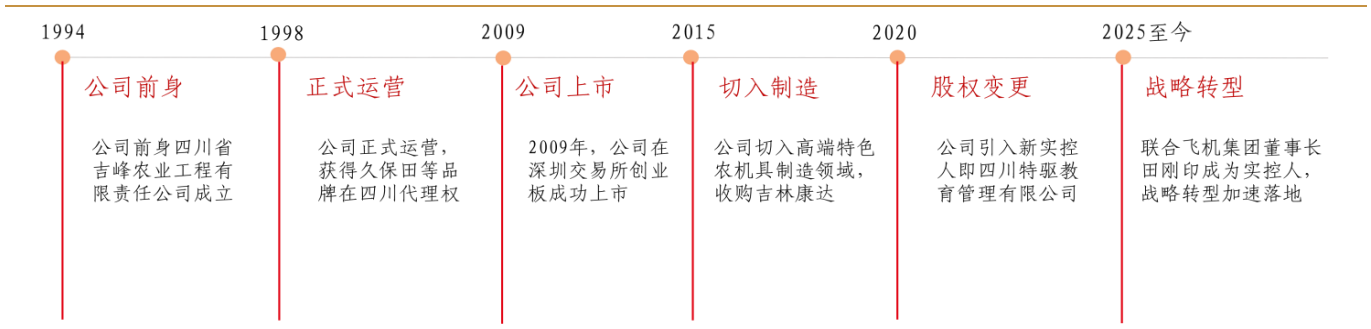 1994
公司前身
公司前身四川省
吉峰农业工程有
限责任公司成立
1998
正式运营
公司正式运营，
获得久保田等品
牌在四川代理权
2009
公司上市
2009年，公司在
深圳交易所创业
板成功上市
2015
切入制造
公司切入高端特色
农机具制造领域，
收购吉林康达
2020
股权变更
公司引入新实控
人即四川特驱教
育管理有限公司
2025至今
战略转型
联合飞机集团董事长
田刚印成为实控人，
战略转型加速落地